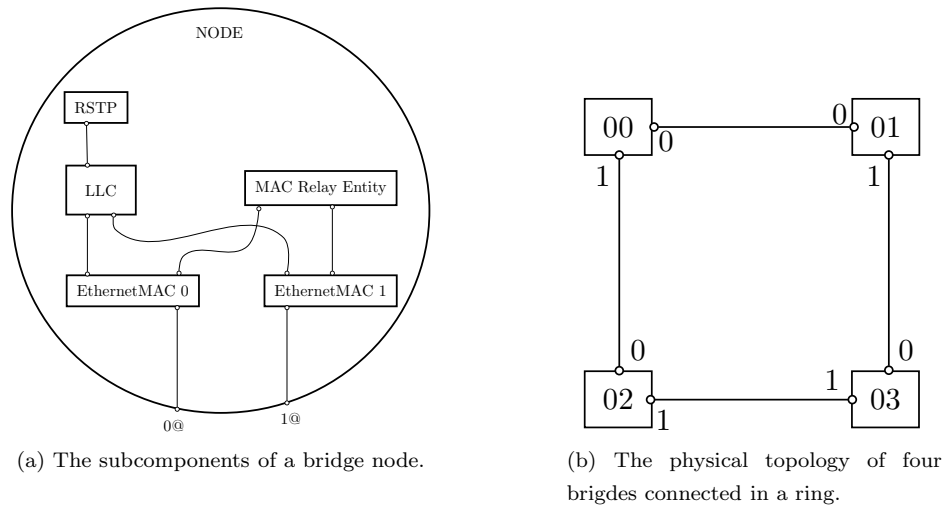 NODE
RSTP
LLC
MAC Relay Entity
EthernetMAC 0
EthernetMAC 1
0@
1@
(a) The subcomponents of a bridge node.
00
0
0
01
1
1
0
0
02
1
1
03
(b) The physical topology of four
brigdes connected in a ring.